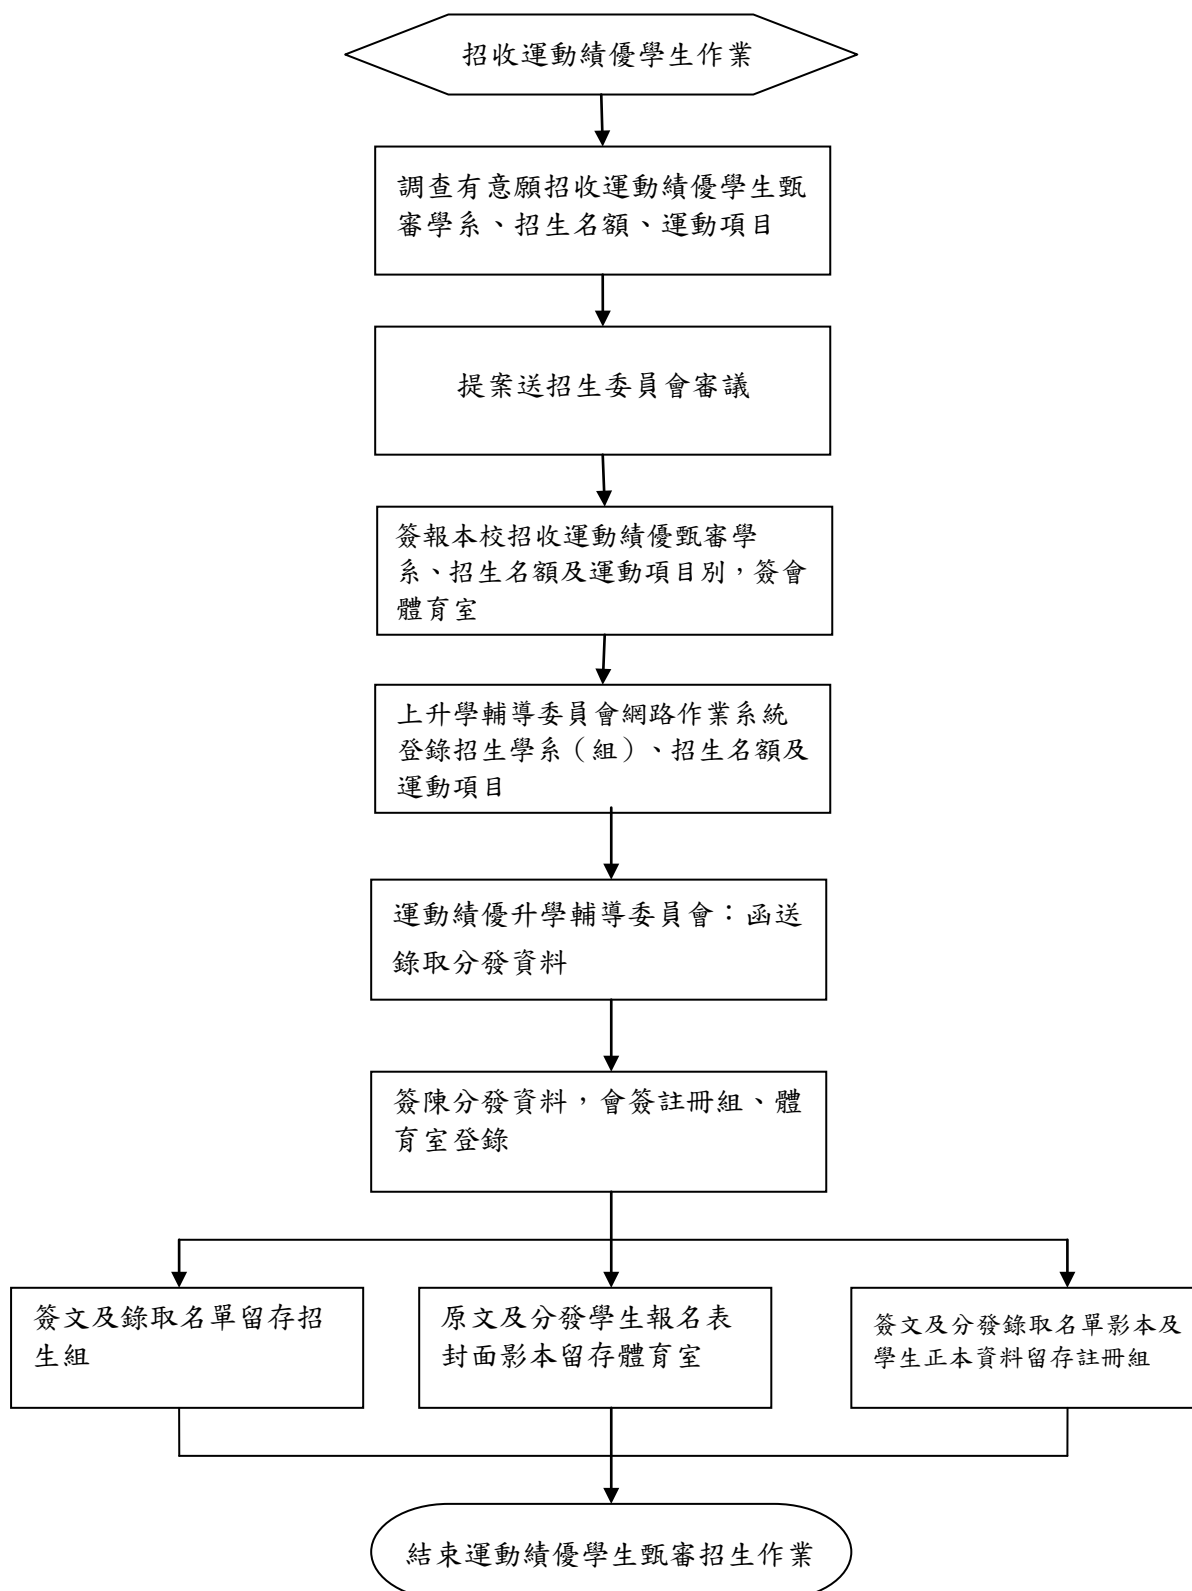 招收運動績優學生作業
調查有意願招收運動績優學生甄
審學系、招生名額、運動項目
提案送招生委員會審議
簽報本校招收運動績優甄審學
系、招生名額及運動項目別，簽會
體育室
上升學輔導委員會網路作業系統
登錄招生學系（組）、招生名額及
運動項目
運動績優升學輔導委員會：函送
錄取分發資料
簽陳分發資料，會簽註冊組、體
育室登錄
簽文及錄取名單留存招
生組
原文及分發學生報名表
封面影本留存體育室
簽文及分發錄取名單影本及
學生正本資料留存註冊組
結束運動績優學生甄審招生作業